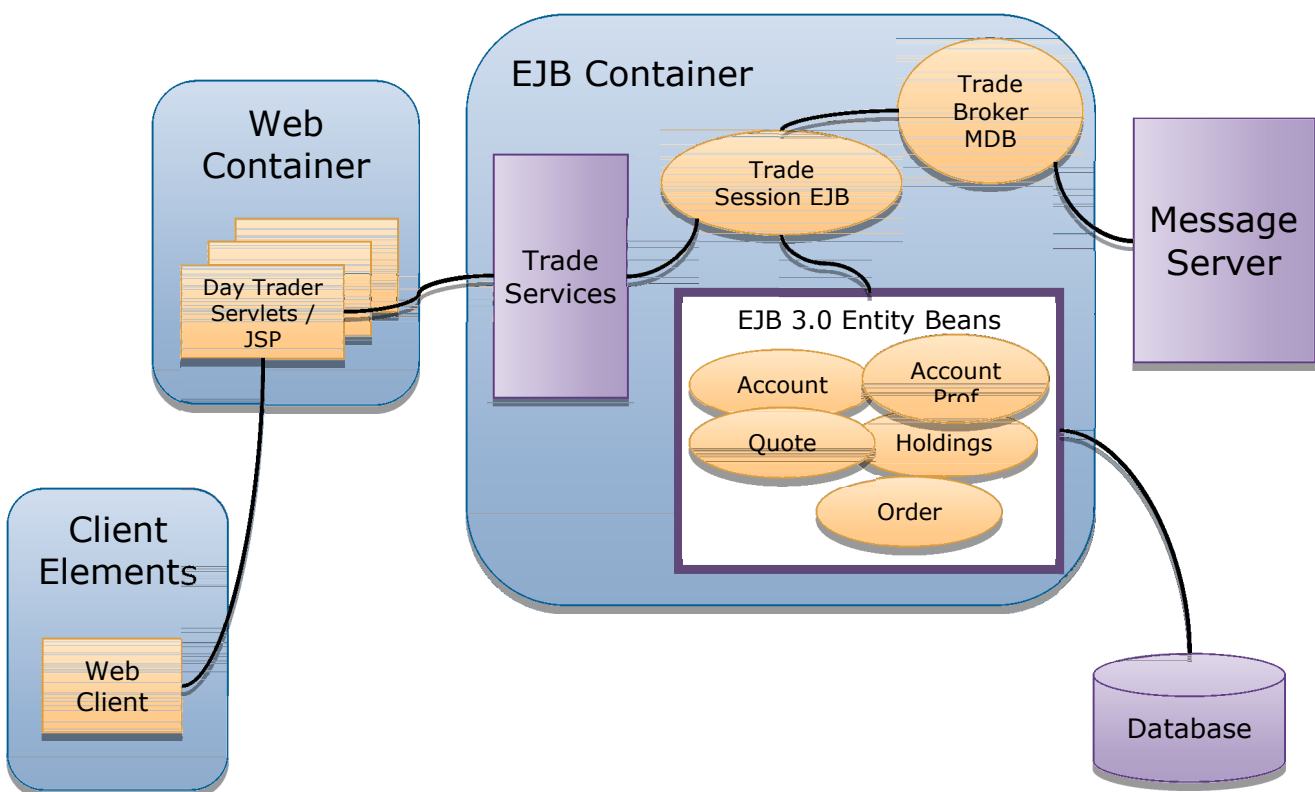 EJB Container
Trade
Broker
MDB
Web
Container
Trade
Session EJB
Message
Server
Trade
Services
Day Trader
Servlets /
JSP
EJB 3.0 Entity Beans
Account
Account
Prof
Quote
Holdings
Order
Client
Elements
Web
Client
Database